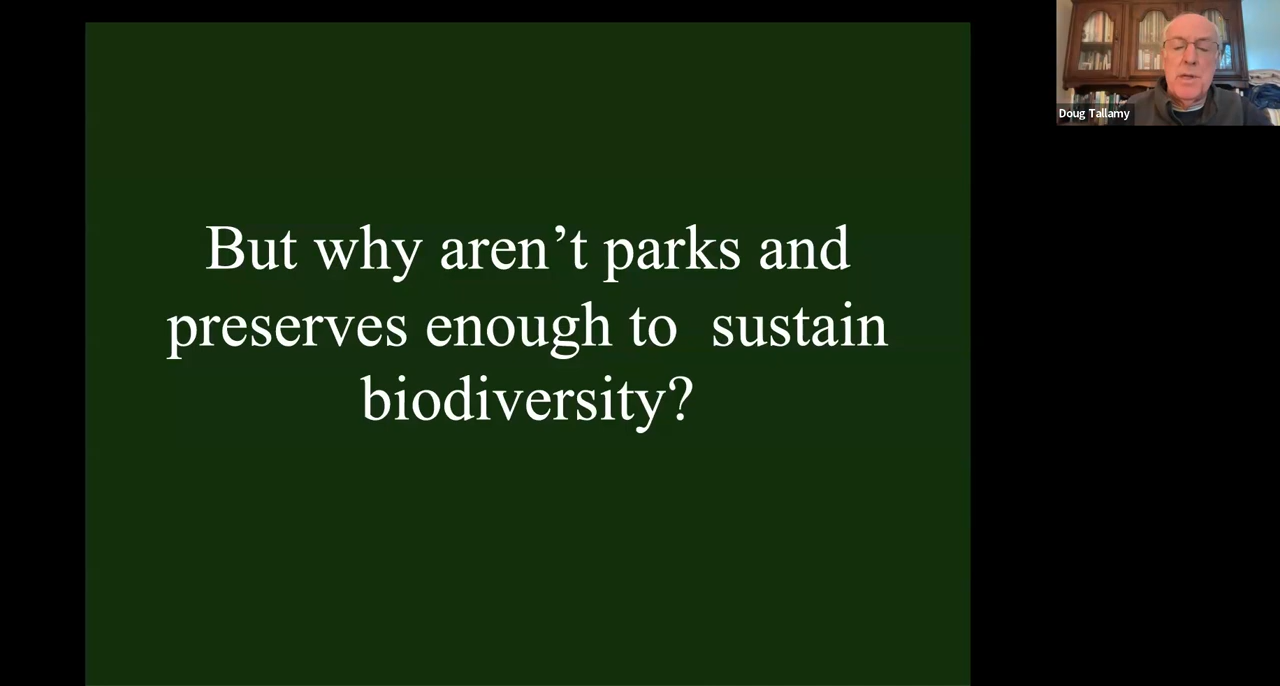 But why aren’t parks and
preserves enough to  sustain
biodiversity?
Doug Tallamy